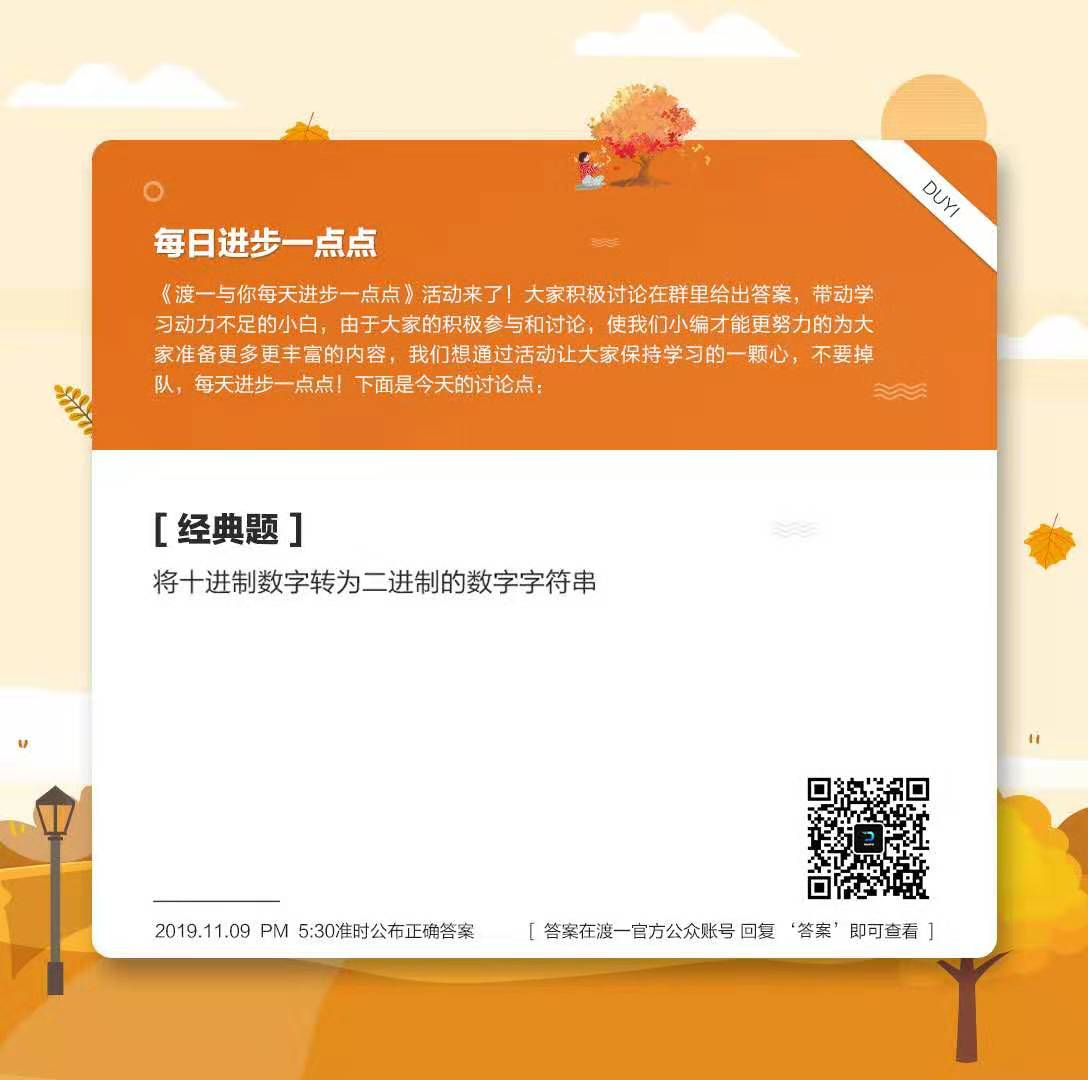 DUYI
每日进步一点点
《渡一与你每天进步一点点》活动来了！大家积极讨论在群里给出答案，带动学
习动力不足的小白，由于大家的积极参与和讨论，使我们小编才能更努力的为大
家准备更多更丰富的内容，我们想通过活动让大家保持学习的一颗心，不要掉
队，每天进步一点点！下面是今天的讨论点：
[ 经典题 ]
将十进制数字转为二进制的数字字符串
2019.11.09 PM 5:30准时公布正确答案 [ 答案在渡一官方公众账号 回复 ‘答案’即可查看 ]